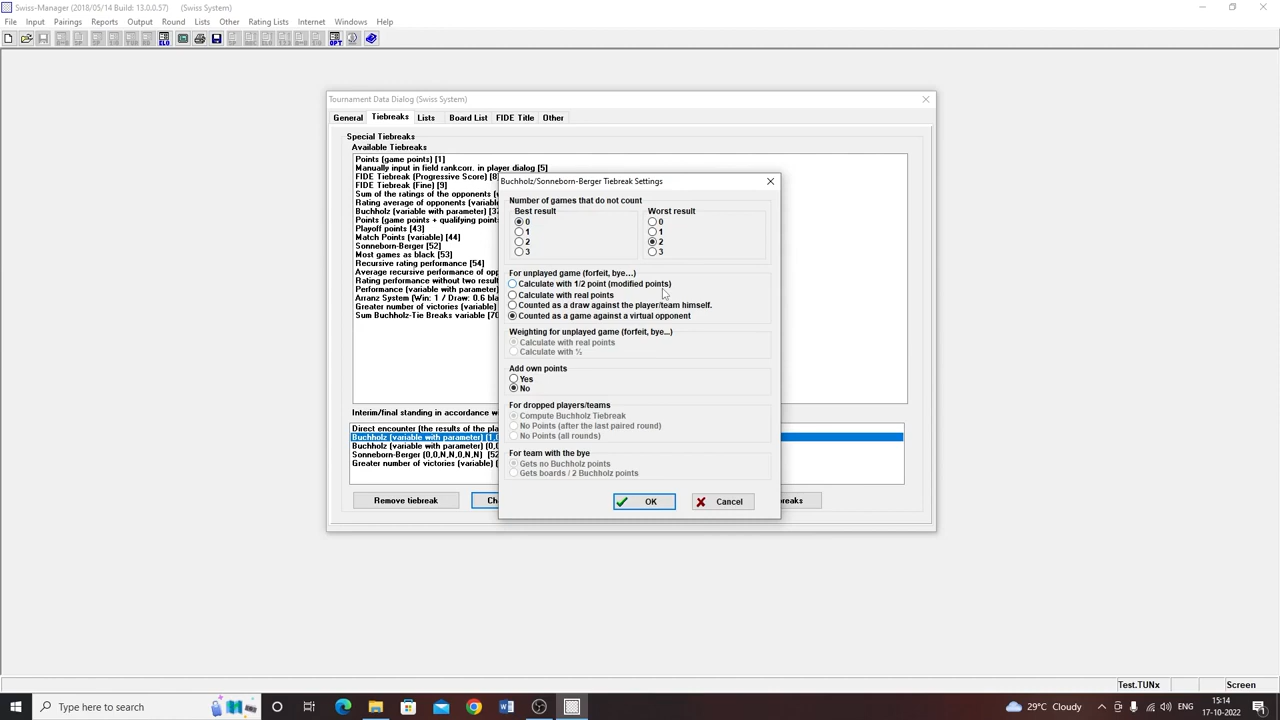 Swiss-Manager (2018/05/14 Build: 13.0.0.57) (Swiss System)
File Input Pairings Reports Output Round Lists Other Rating Lists Internet Windows Help
ELO
OPT
Tournament Data Dialog (Swiss System)
General Tiebreaks Lists Board List FIDE Title Other
Special Tiebreaks
Available Tiebreaks
Points (game points) [1]
Manually input in field rankcorr. in player dialog [5]
FIDE Tiebreak (Progressive Score) [8
FIDE Tiebreak (Fine) [9]
Sum of the ratings of the opponents (v
Rating average of opponents (variable
Buchholz (variable with parameter) [37
Points (game points + qualifying point
Playoff points [43]
Match Points (variable) [44]
Sonneborn-Berger [52]
Most games as black [53]
Recursive rating performance [54]
Average recursive performance of opp
Rating performance without two result
Performance (variable with parameter)
Arranz System (Win: 1 / Draw: 0.6 bla
Greater number of victories (variable)
Sum Buchholz-Tie Breaks variable [70
Interim/final standing in accordance w
Direct encounter (the results of the pla
Buchholz (variable with parameter) (1,0
Buchholz (variable with parameter) (0,0
Sonneborn-Berger (0,0,N,N,0,N,N) [52
Greater number of victories (variable) [
Remove tiebreak
Ch
eaks
Buchholz/Sonneborn-Berger Tiebreak Settings
Number of games that do not count
Best result Worst result
0 0
1 1
2 2
3 3
For unplayed game (forfeit, bye...)
Calculate with 1/2 point (modified points)
Calculate with real points
Counted as a draw against the player/team himself.
Counted as a game against a virtual opponent
Weighting for unplayed game (forfeit, bye...)
Calculate with real points
Calculate with ½
Add own points
Yes
No
For dropped players/teams
Compute Buchholz Tiebreak
No Points (after the last paired round)
No Points (all rounds)
For team with the bye
Gets no Buchholz points
Gets boards / 2 Buchholz points
OK Cancel
Test.TUNx Screen
Type here to search
29°C Cloudy
ENG
15:14
17-10-2022